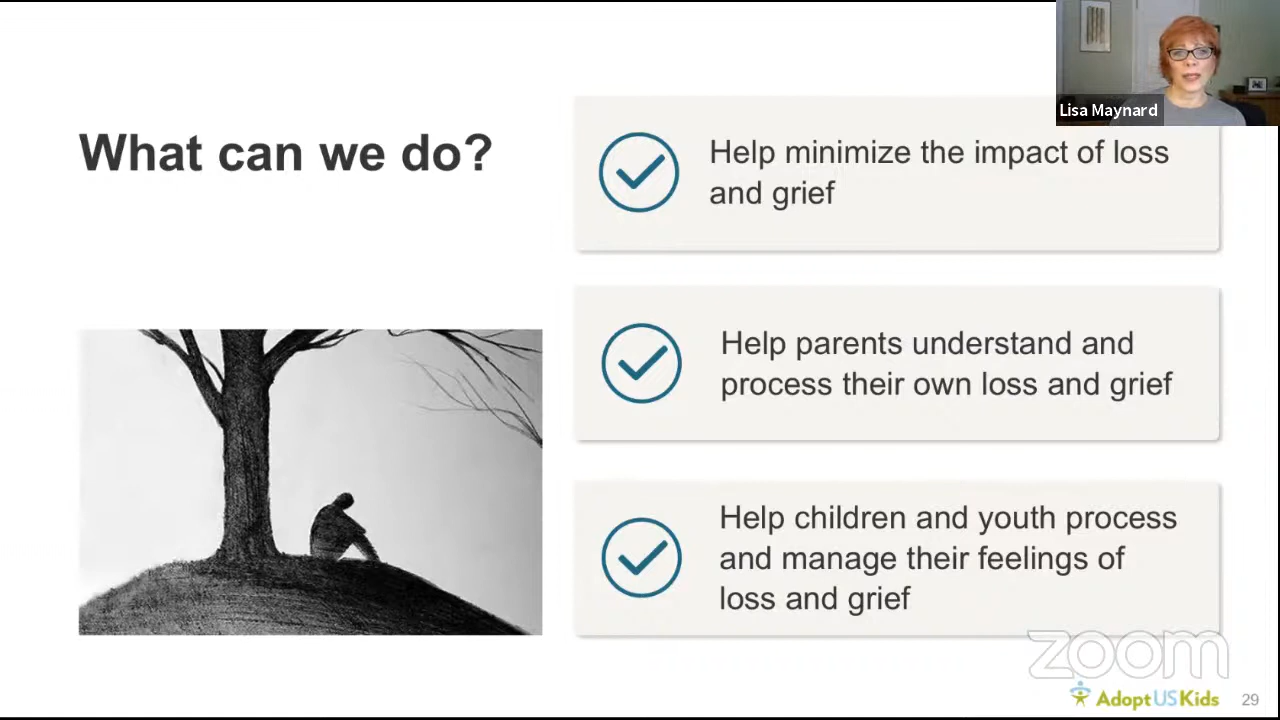 Lisa Maynard
What can we do?
Help minimize the impact of loss
and grief
Help parents understand and
process their own loss and grief
Help children and youth process
and manage their feelings of
loss and grief
zoom
AdoptUSKids
29